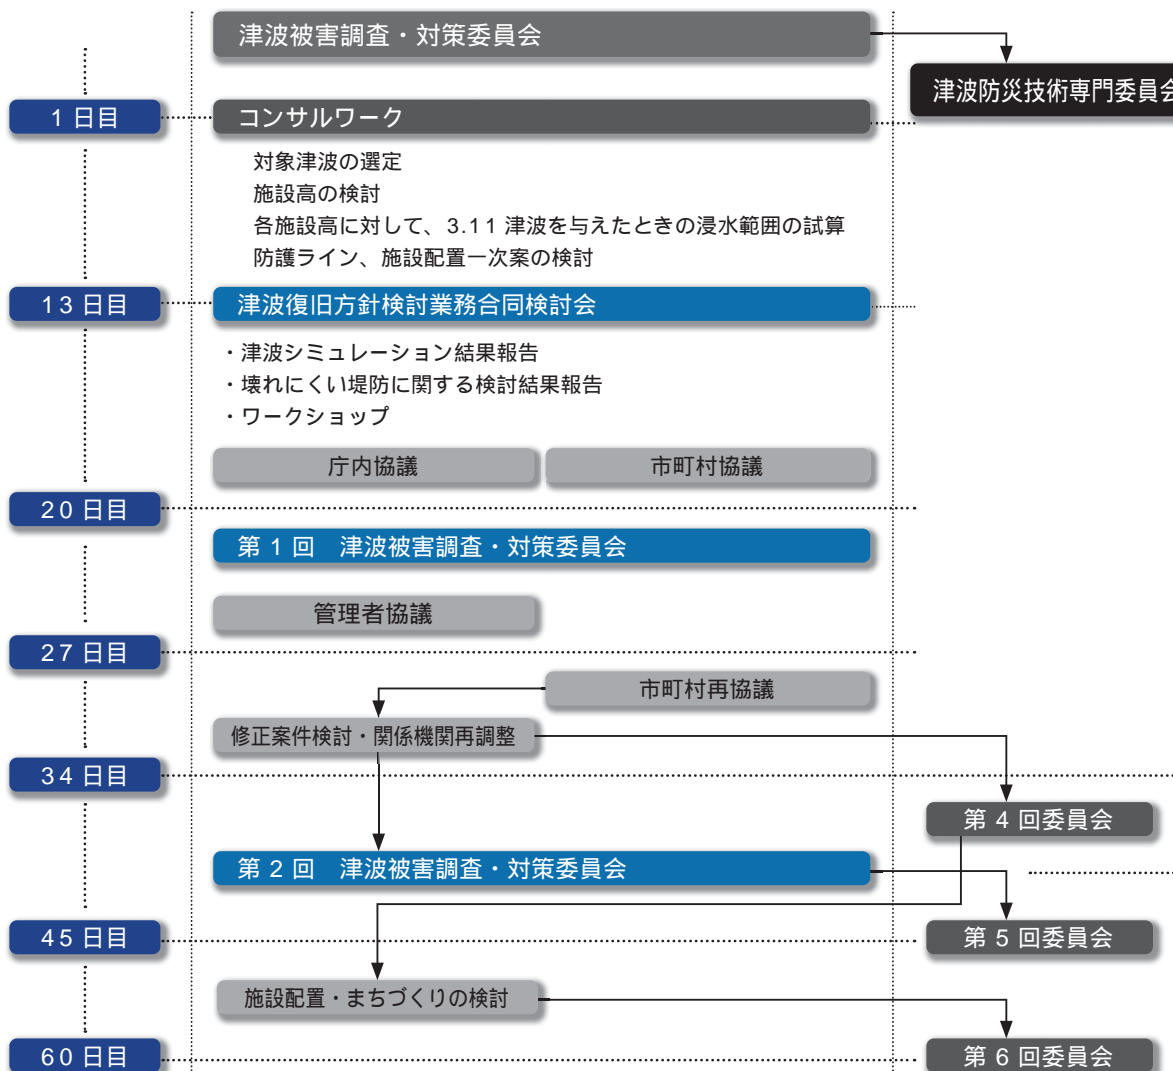 津波被害調査・対策委員会
津波防災技術専門委員会
1日目
コンサルワーク
対象津波の選定
施設高の検討
各施設高に対して、3.11 津波を与えたときの浸水範囲の試算
防護ライン、施設配置一次案の検討
13日目
津波復旧方針検討業務合同検討会
・津波シミュレーション結果報告
・壊れにくい堤防に関する検討結果報告
・ワークショップ
庁内協議
市町村協議
20日目
第1回　津波被害調査・対策委員会
管理者協議
27日目
市町村再協議
修正案件検討・関係機関再調整
34日目
第4回委員会
第2回　津波被害調査・対策委員会
45日目
第5回委員会
施設配置・まちづくりの検討
60日目
第6回委員会